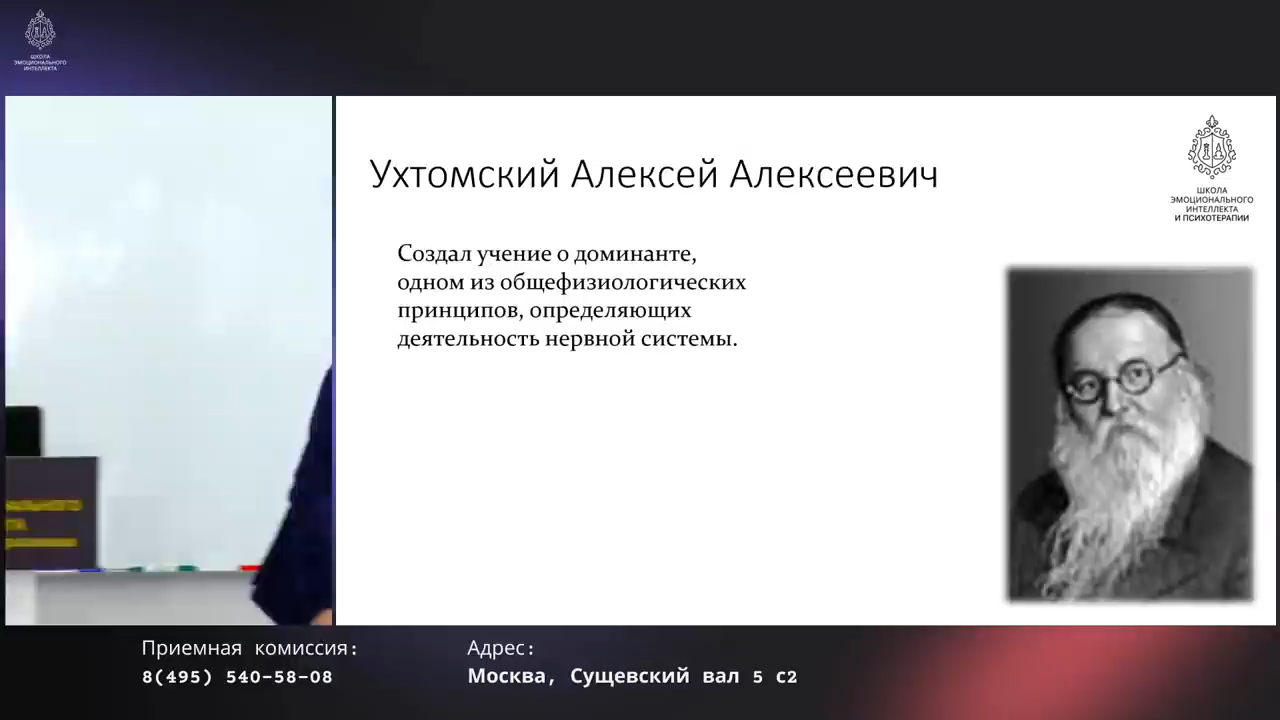 ШКОЛА
ЭМОЦИОНАЛЬНОГО
ИНТЕЛЛЕКТА
Ухтомский Алексей Алексеевич
ШКОЛА
ЭМОЦИОНАЛЬНОГО
ИНТЕЛЛЕКТА
И ПСИХОТЕРАПИИ
Создал учение о доминанте,
одном из общефизиологических
принципов, определяющих
деятельность нервной системы.
Приемная комиссия:
8(495) 540-58-08
Адрес:
Москва, Сущевский вал 5 с2